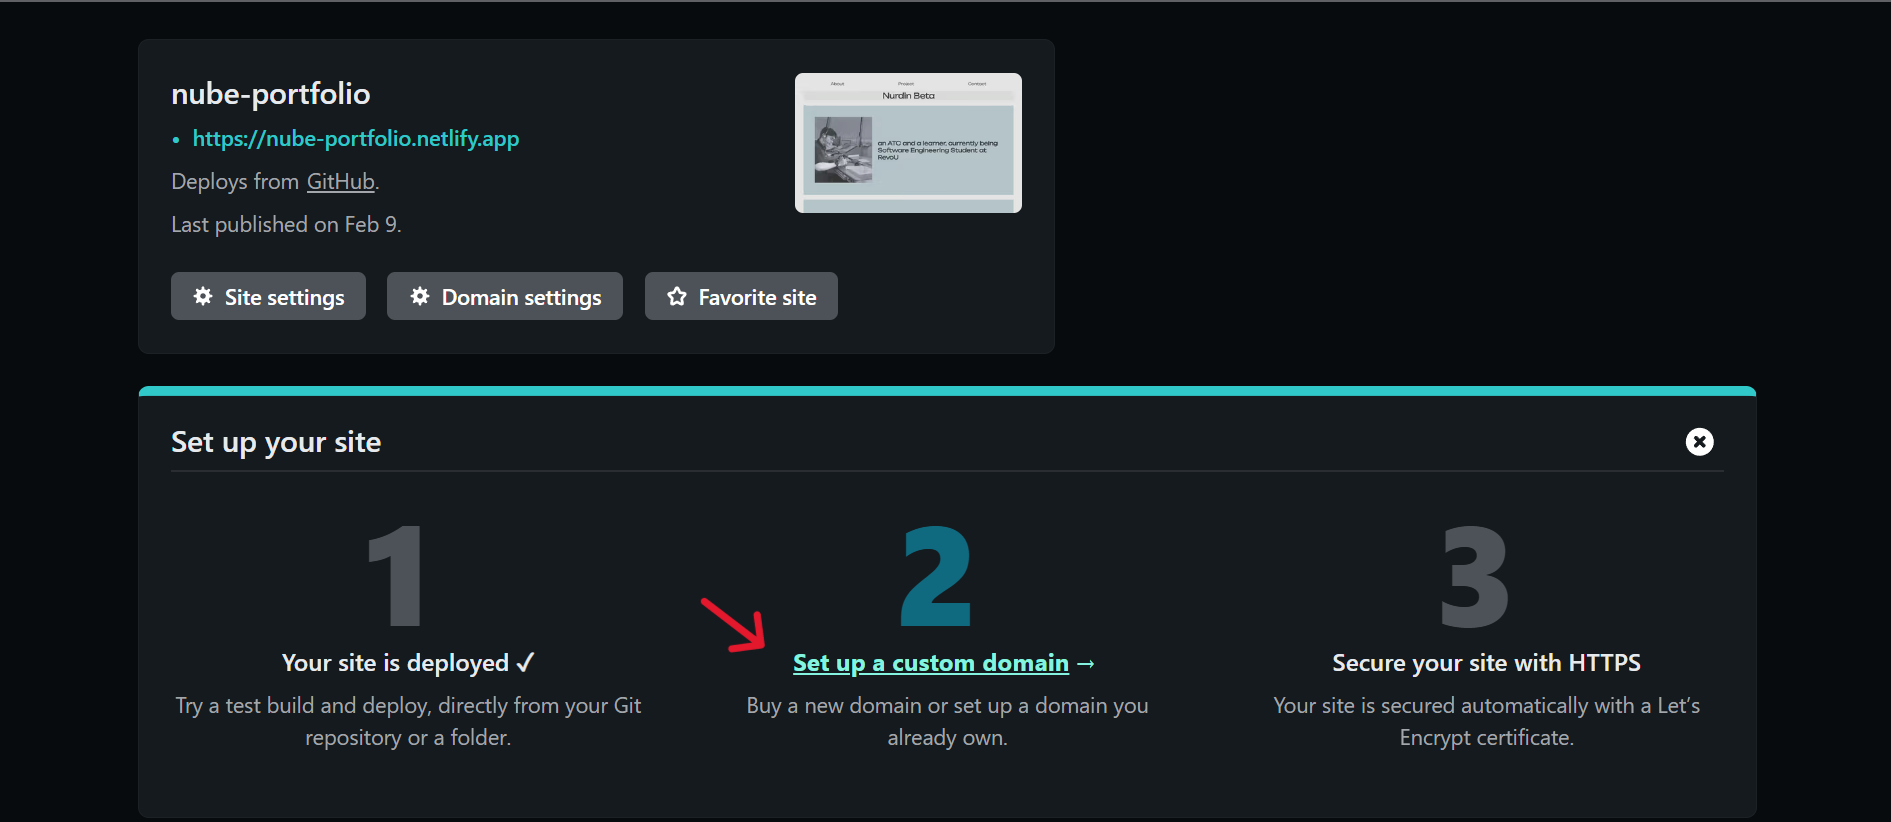 nube-portfolio
• https://nube-portfolio.netlify.app
Deploys from GitHub.
Last published on Feb 9.
About Project Contact
Nurdin Beta
an ATC and a learner, currently being
Software Engineering Student at
RevoU
Site settings
Domain settings
Favorite site
Set up your site
1
Your site is deployed ✓
Try a test build and deploy, directly from your Git
repository or a folder.
2
Set up a custom domain →
Buy a new domain or set up a domain you
already own.
3
Secure your site with HTTPS
Your site is secured automatically with a Let’s
Encrypt certificate.